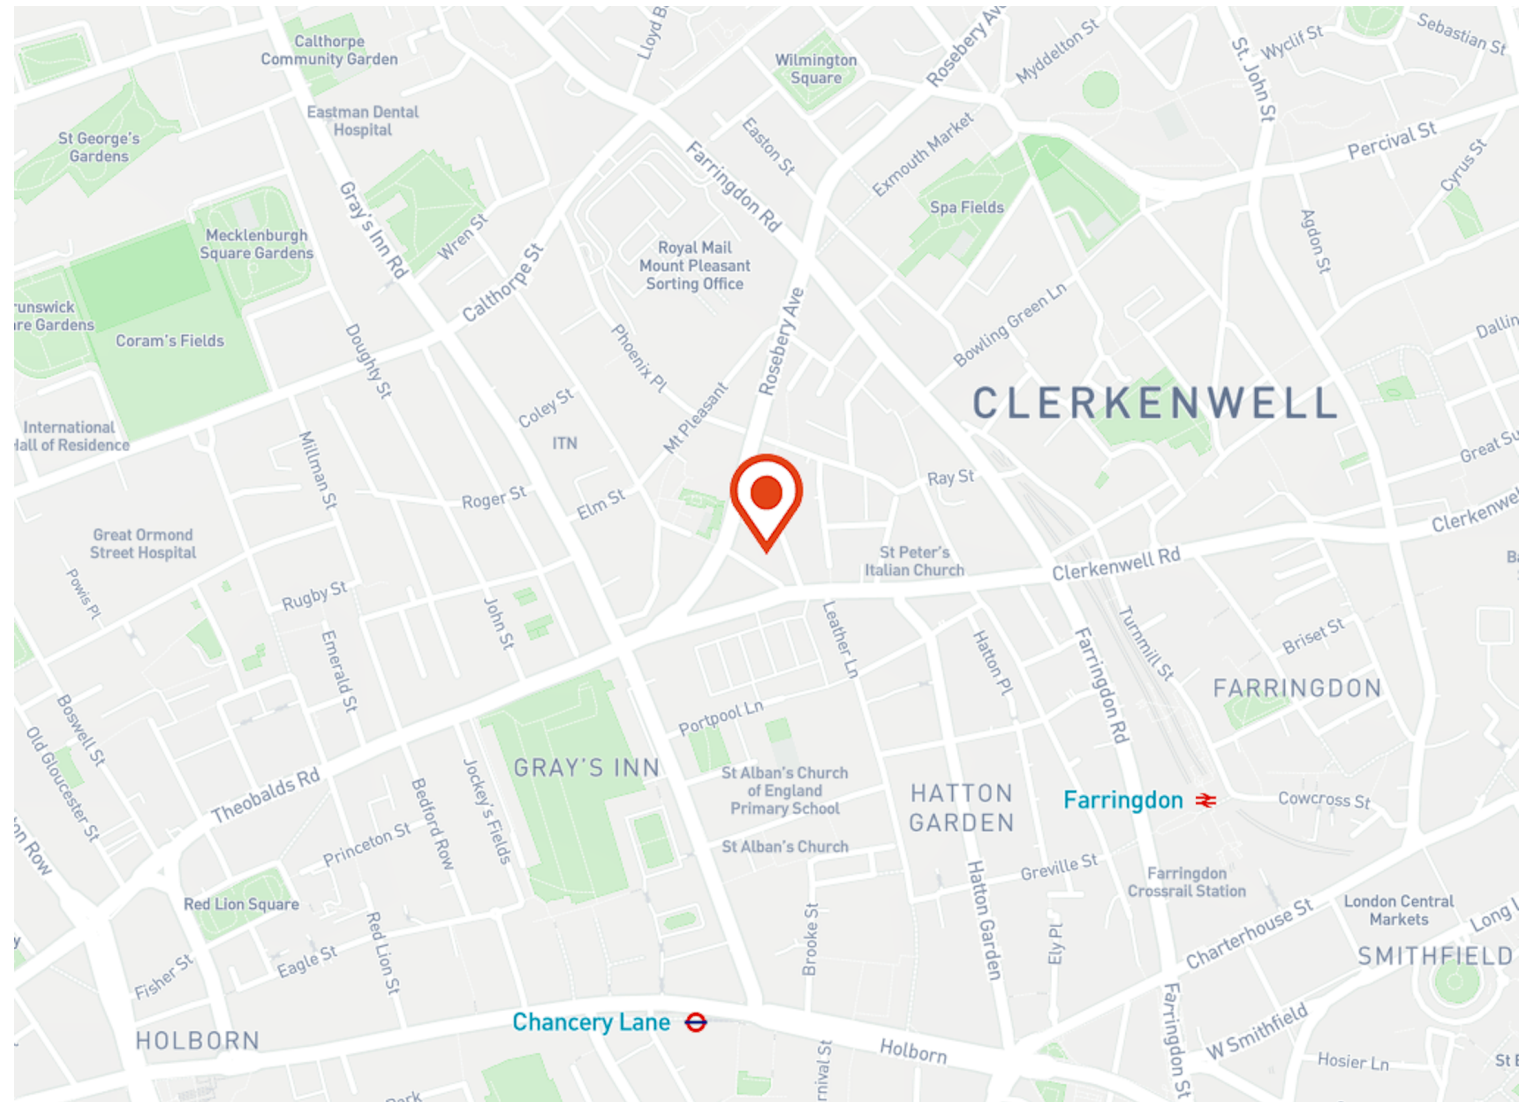 Calthorpe
Community Garden
Lloyd B
Wilmington
Square
Rosebery Ave
Myddelton St
St. John St
Wyclif St
Sebastian St
Eastman Dental
Hospital
St George's
Gardens
Easton St
Exmouth Market
Percival St
Cyrus St
Farringdon Rd
Gray's Inn Rd
Spa Fields
Wren St
Mecklenburgh
Square Gardens
Royal Mail
Mount Pleasant
Sorting Office
Agdon St
Calthorpe St
runswick
re Gardens
Coram's Fields
Doughty St
Phoenix Pl
Rosebery Ave
Bowling Green Ln
Dallin
CLERKENWELL
Coley St
ITN
Mt Pleasant
International
Hall of Residence
Millman St
Great Su
Ray St
Roger St
Elm St
Clerkenwel
Great Ormond
Street Hospital
St Peter's
Italian Church
Clerkenwell Rd
Ba
Powis Pl
Rugby St
John St
Leather Ln
Turnmill St
Briset St
Emerald St
Hatton Pl
Farringdon Rd
FARRINGDON
Boswell St
Old Gloucester St
Portpool Ln
GRAY'S INN
St Alban's Church
of England
Primary School
HATTON
GARDEN
Farringdon
Cowcross St
Theobalds Rd
Jockey's Fields
Bedford Row
Princeton St
St Alban's Church
ton Row
Greville St
Farringdon
Crossrail Station
Hatton Garden
Red Lion Square
London Central
Markets
Long L
Red Lion St
Brooke St
Ely Pl
Charterhouse St
SMITHFIELD
Eagle St
Fisher St
y
Chancery Lane
HOLBORN
Holborn
Farringdon St
W Smithfield
Hosier Ln
St B
rnival St
Park